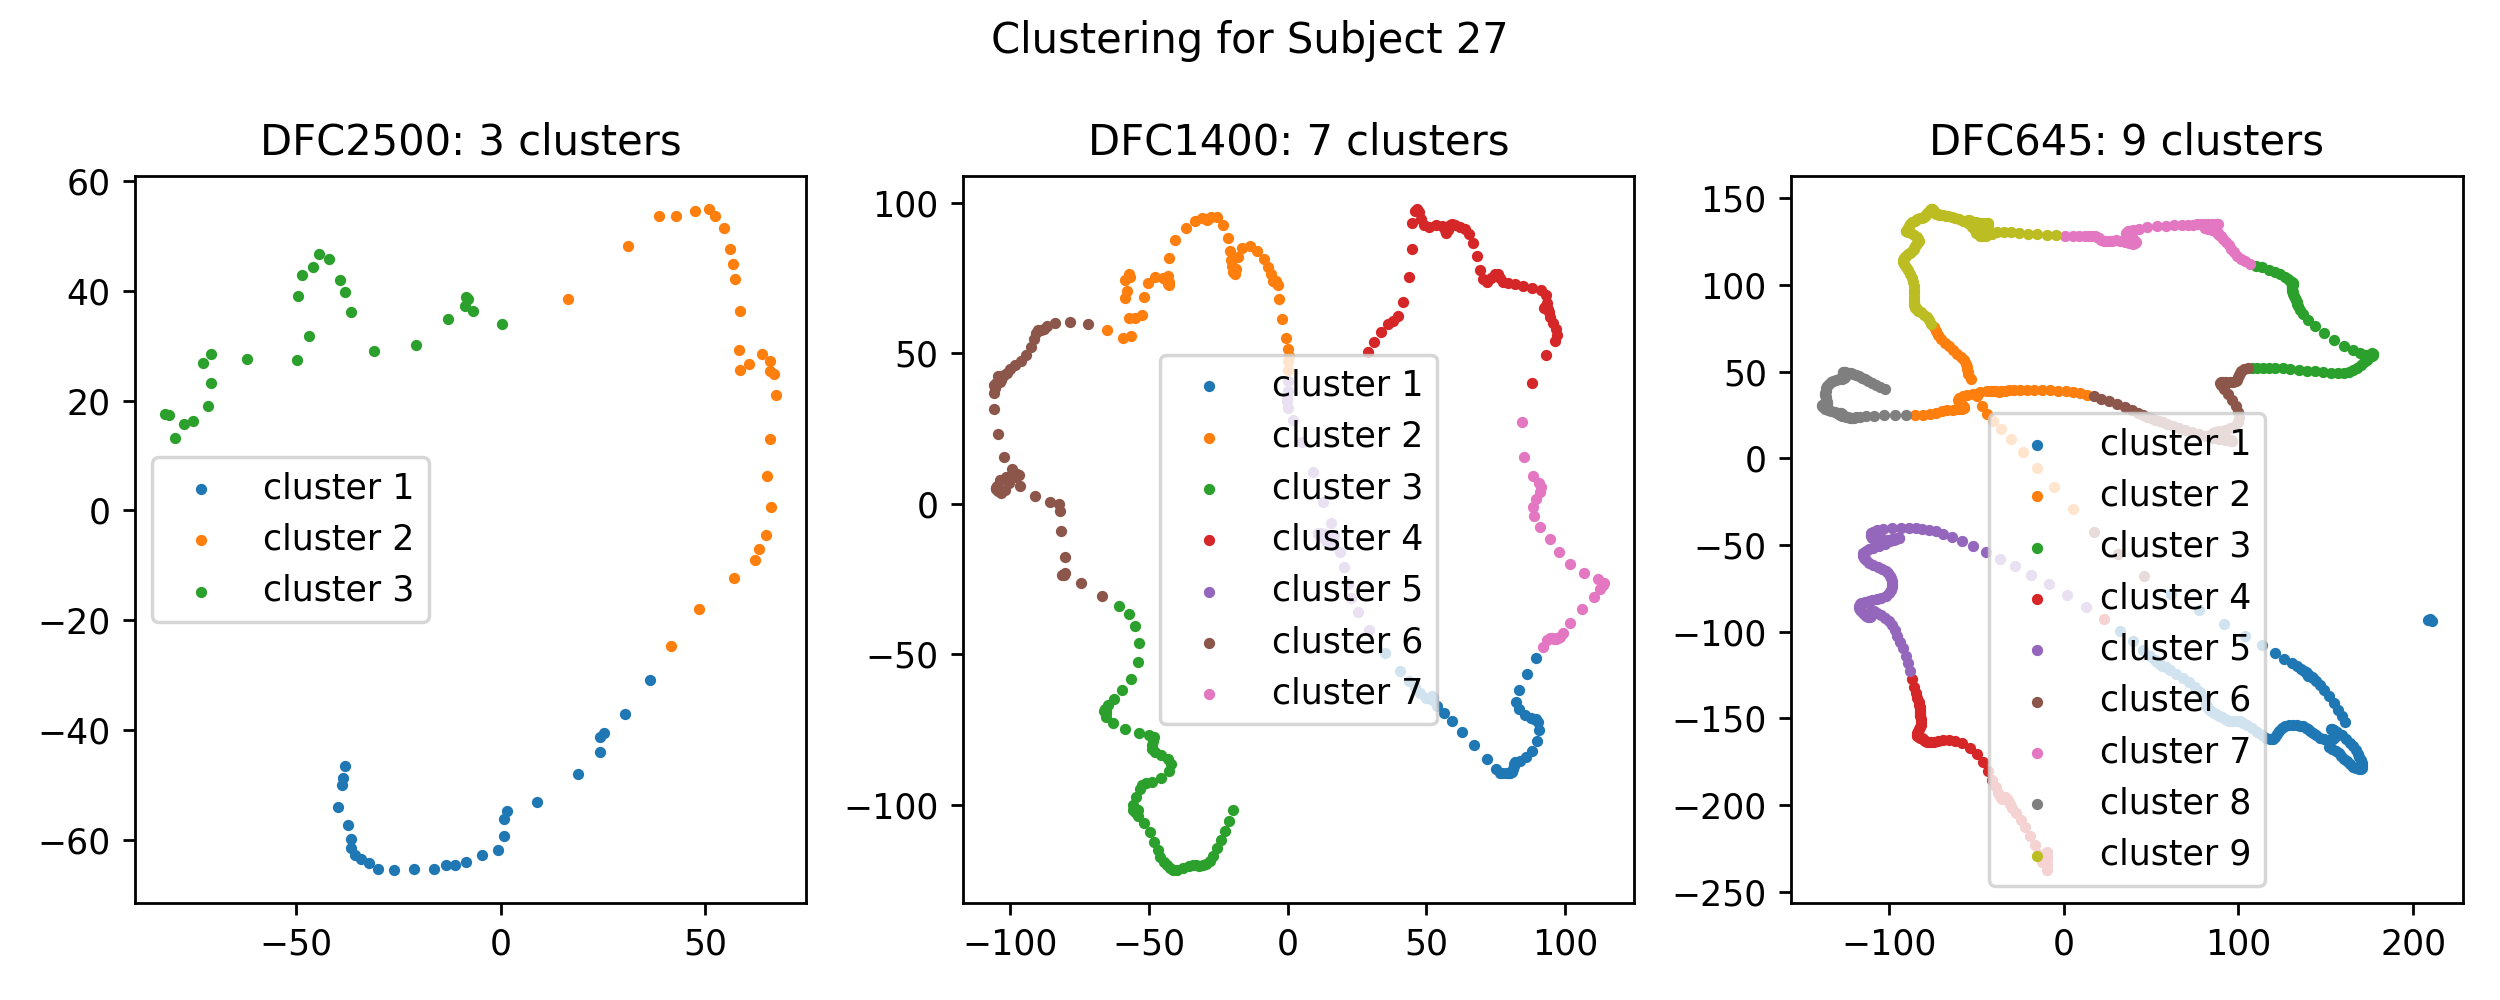 Clustering for Subject 27
DFC2500: 3 clusters
60
40
20
0
−20
−40
−60
−50
0
50
cluster 1
cluster 2
cluster 3
DFC1400: 7 clusters
100
50
0
−50
−100
−100
−50
0
50
100
cluster 1
cluster 2
cluster 3
cluster 4
cluster 5
cluster 6
cluster 7
DFC645: 9 clusters
150
100
50
0
−50
−100
−150
−200
−250
−100
0
100
200
cluster 1
cluster 2
cluster 3
cluster 4
cluster 5
cluster 6
cluster 7
cluster 8
cluster 9